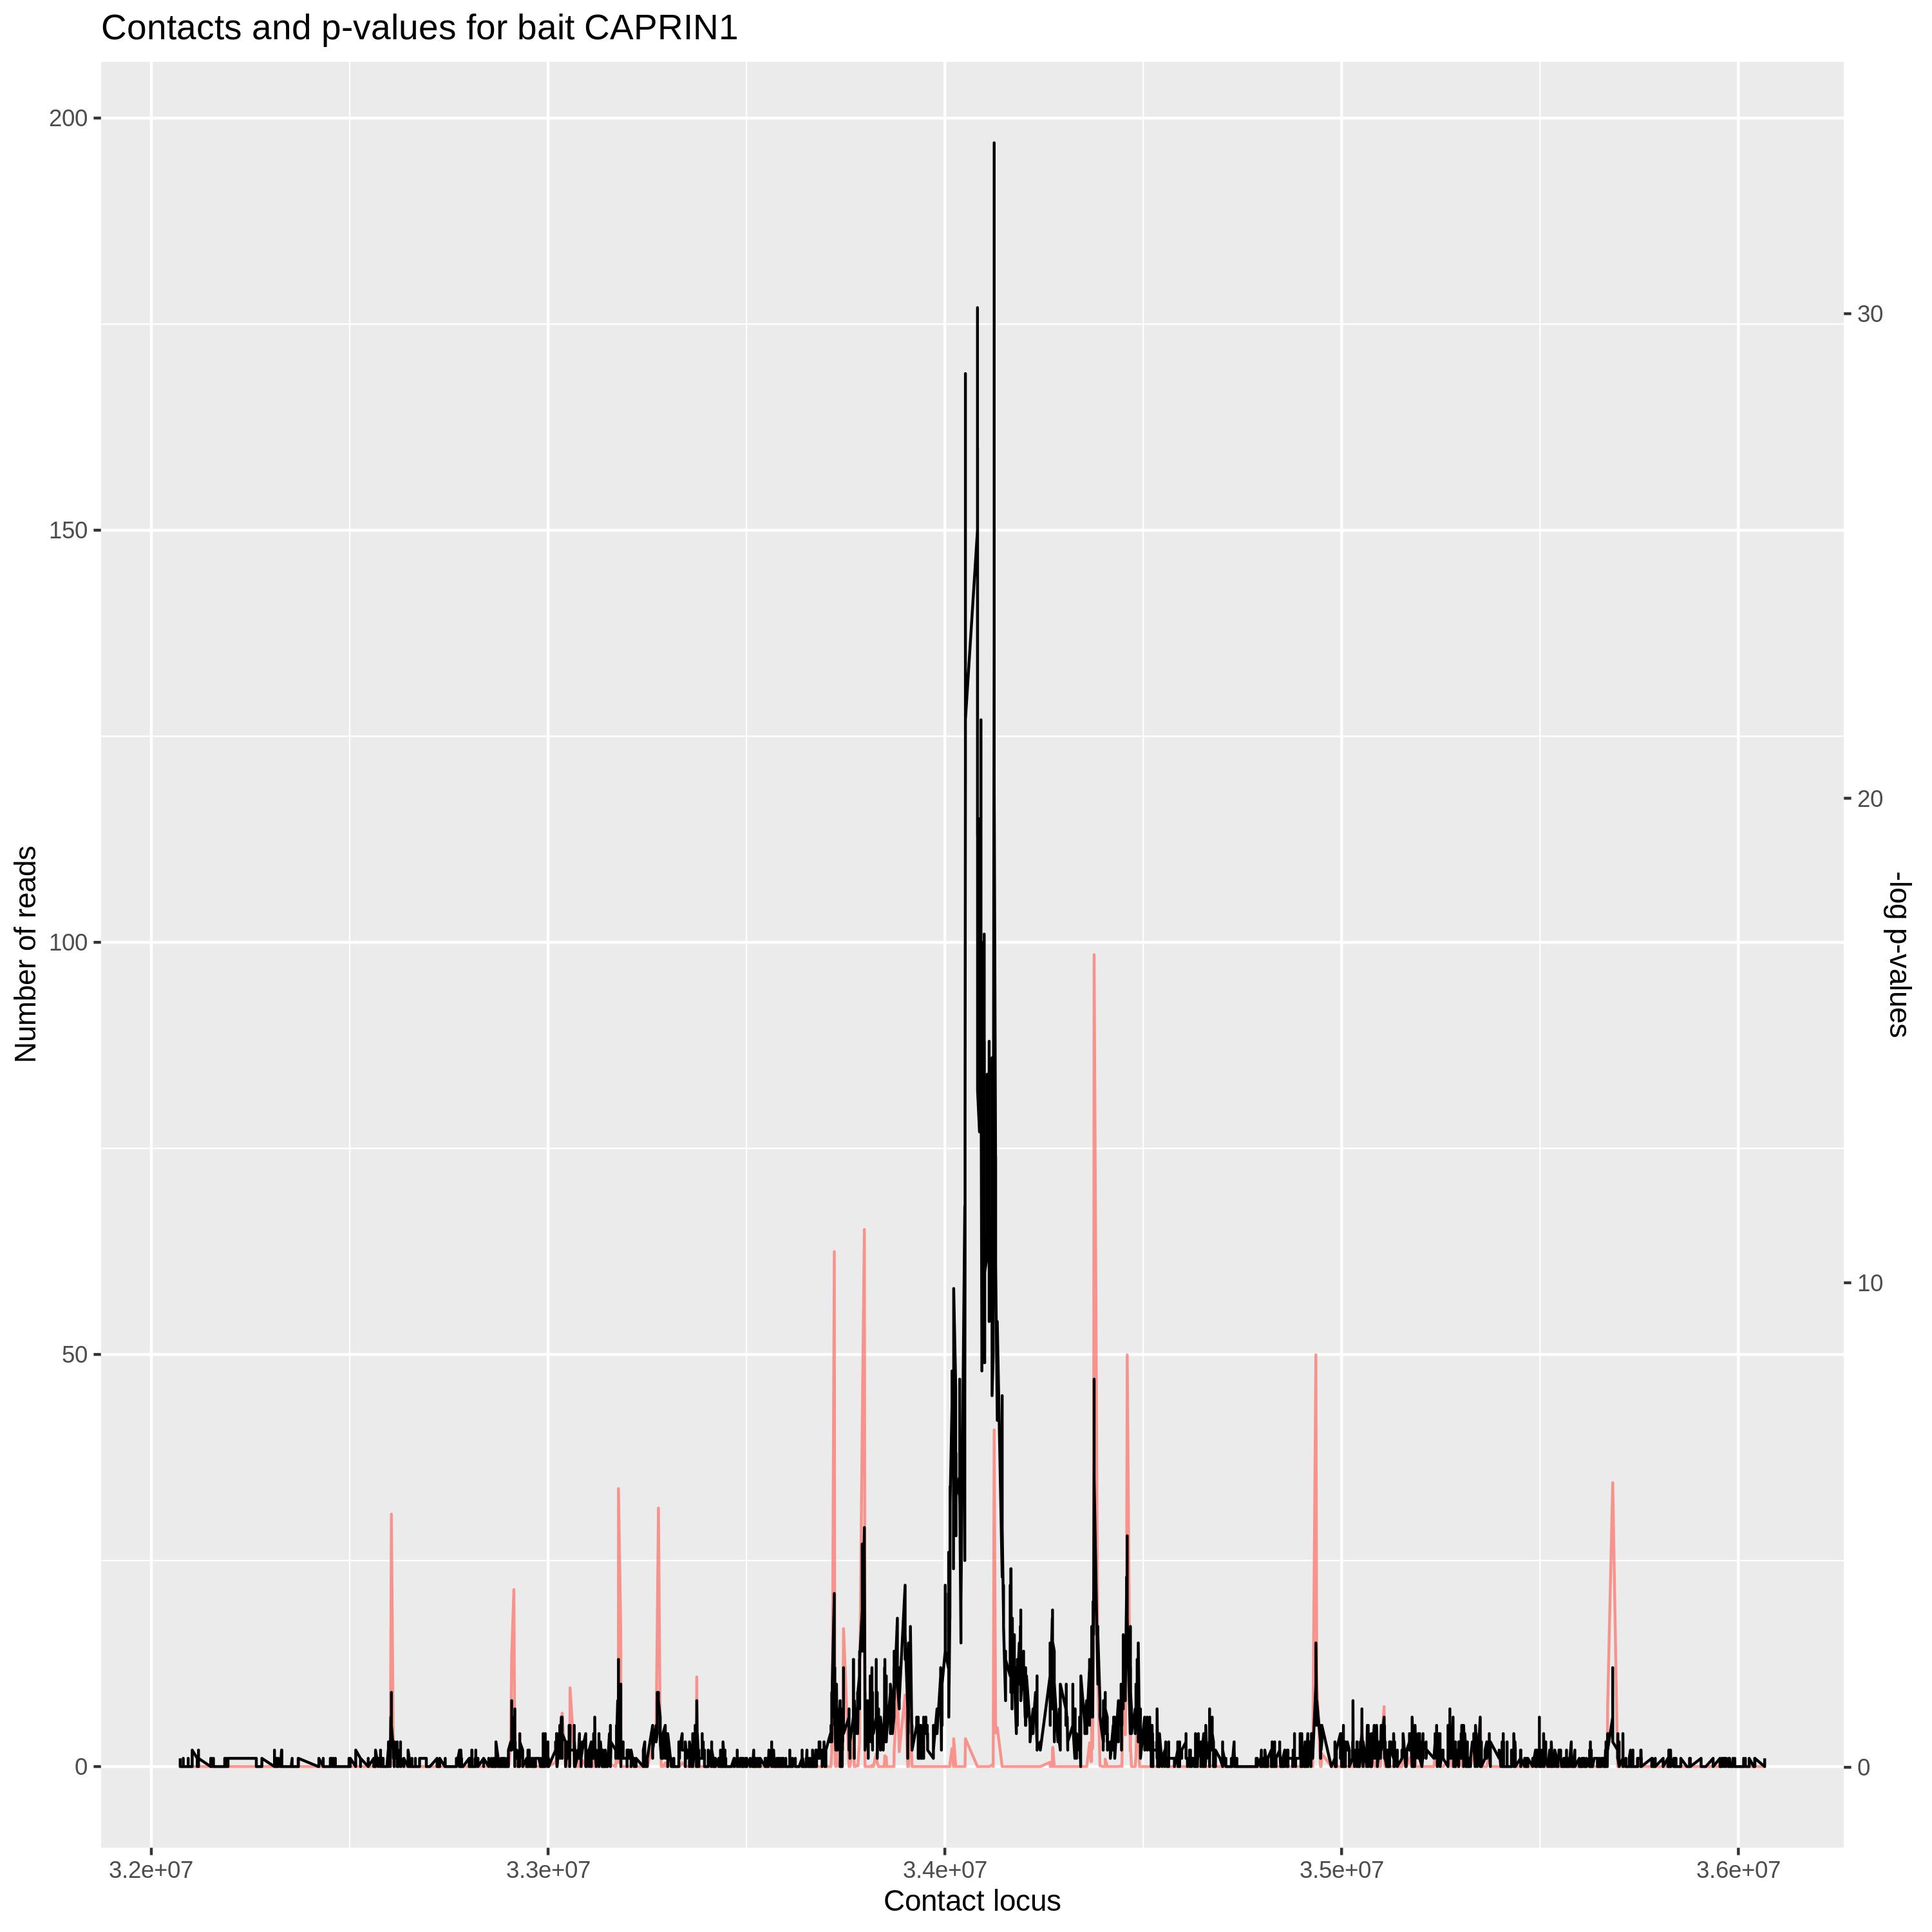 Contacts and p-values for bait CAPRIN1
200
150
100
50
0
Number of reads
30
20
10
0
-log p-values
3.2e+07
3.3e+07
3.4e+07
3.5e+07
3.6e+07
Contact locus